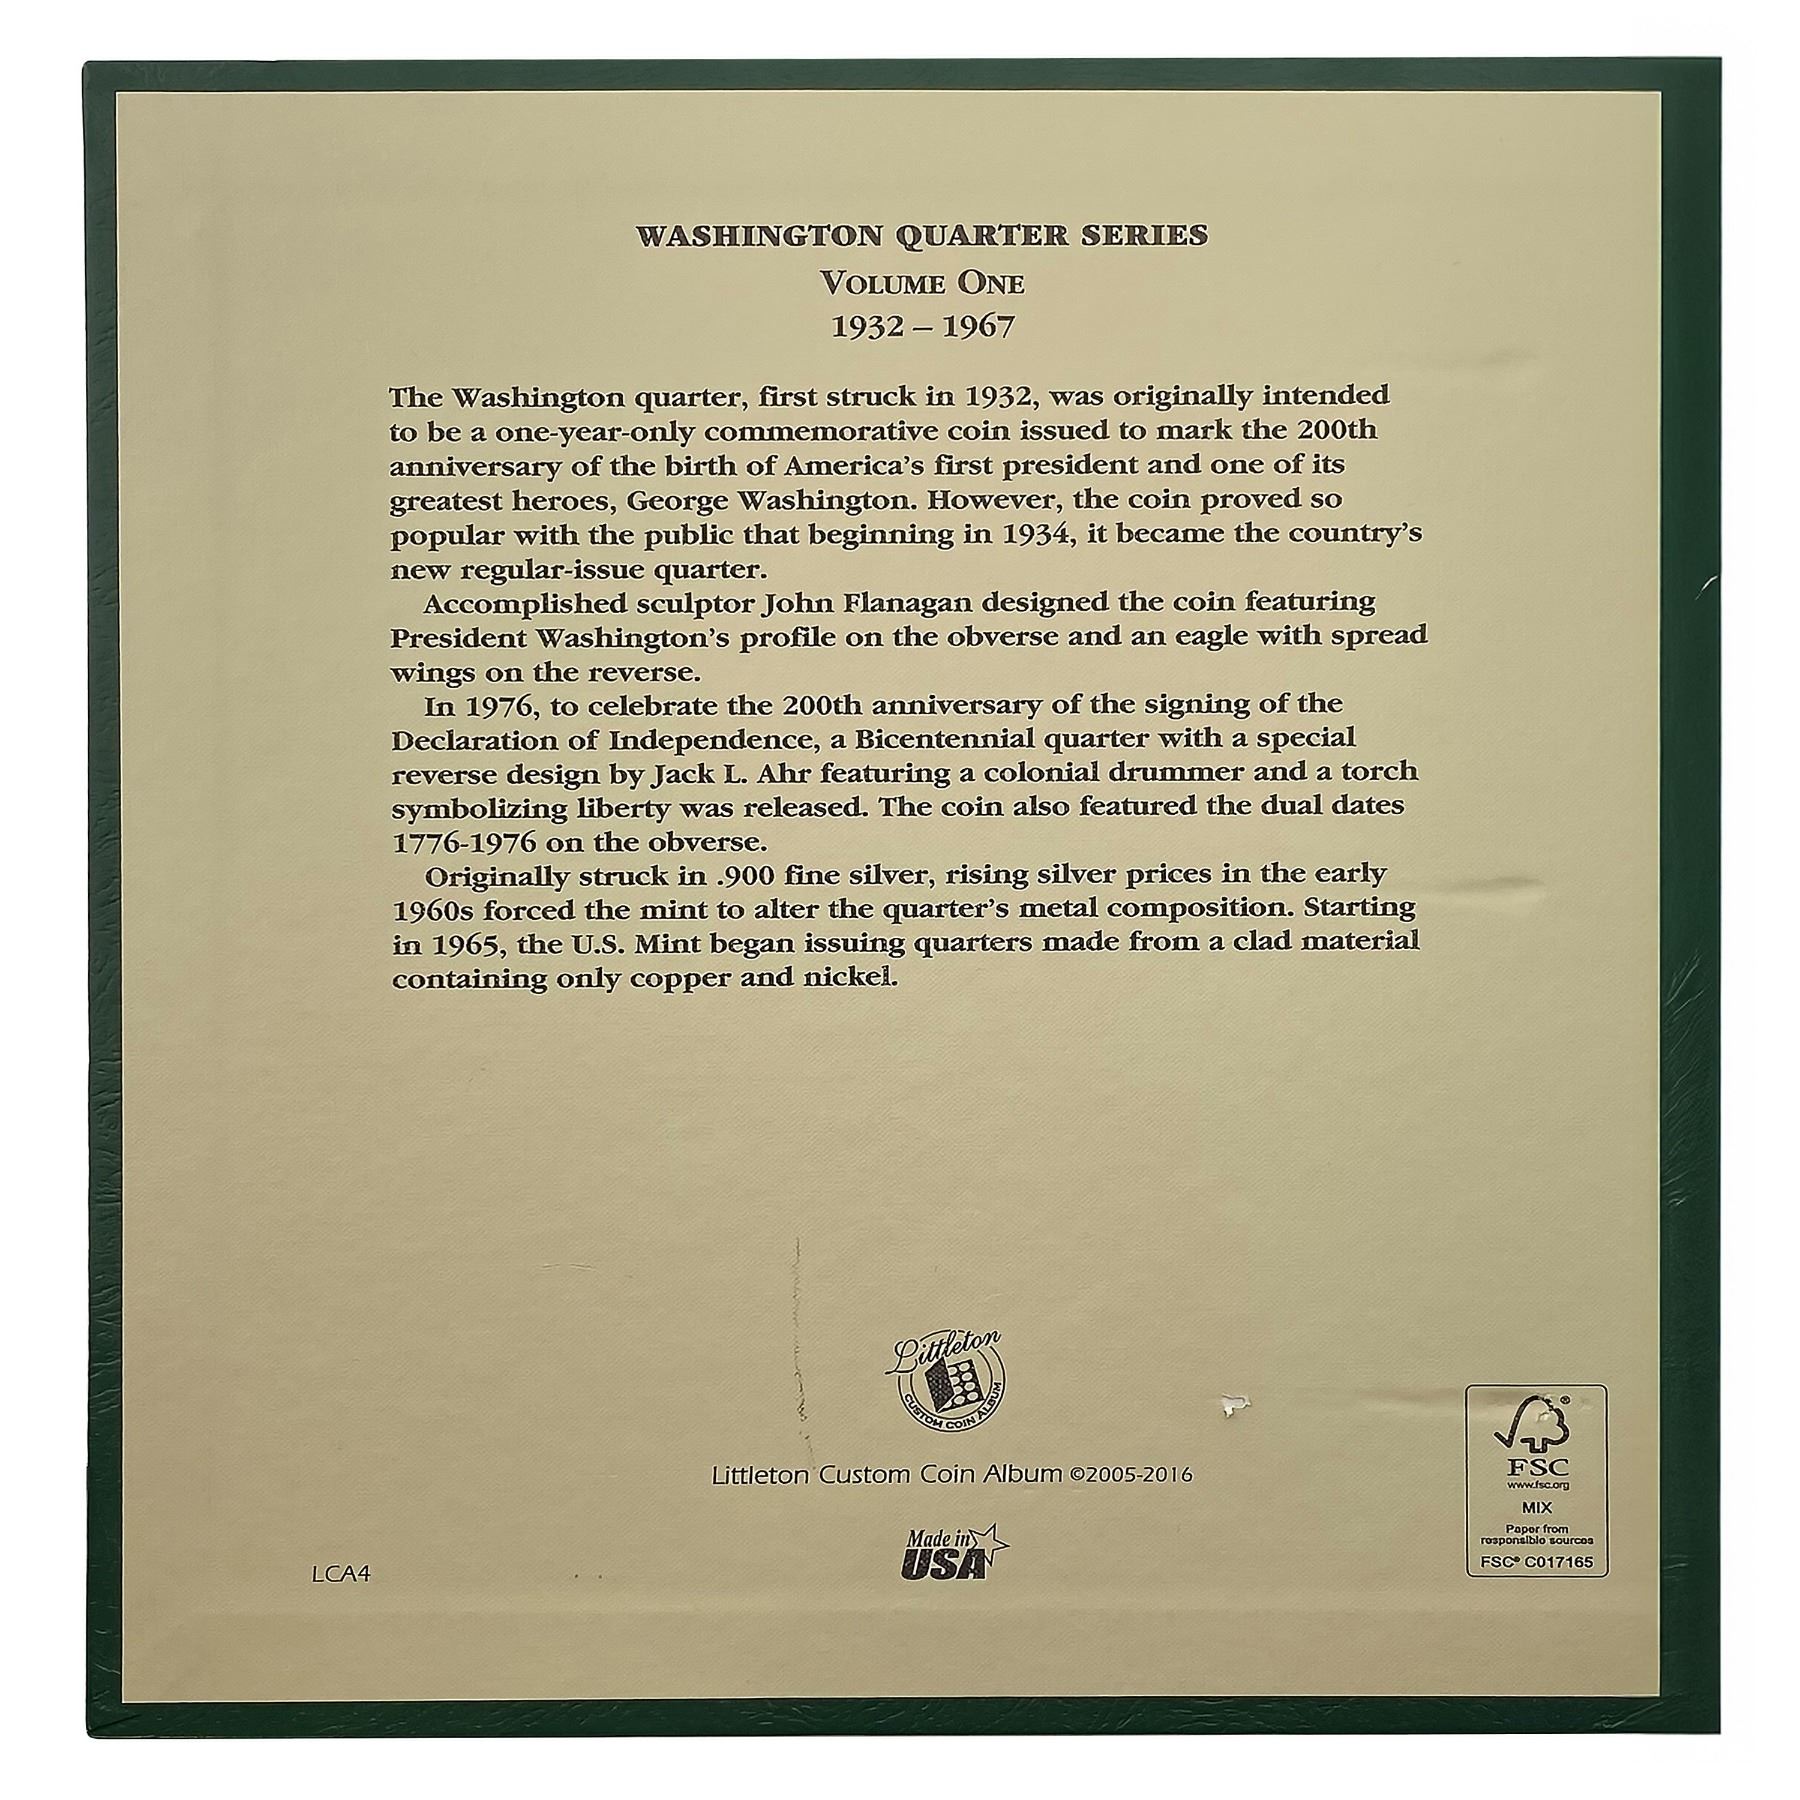 WASHINGTON QUARTER SERIES
VOLUME ONE
1932 – 1967
The Washington quarter, first struck in 1932, was originally intended
to be a one-year-only commemorative coin issued to mark the 200th
anniversary of the birth of America's first president and one of its
greatest heroes, George Washington. However, the coin proved so
popular with the public that beginning in 1934, it became the country's
new regular-issue quarter.
Accomplished sculptor John Flanagan designed the coin featuring
President Washington's profile on the obverse and an eagle with spread
wings on the reverse.
In 1976, to celebrate the 200th anniversary of the signing of the
Declaration of Independence, a Bicentennial quarter with a special
reverse design by Jack L. Ahr featuring a colonial drummer and a torch
symbolizing liberty was released. The coin also featured the dual dates
1776-1976 on the obverse.
Originally struck in .900 fine silver, rising silver prices in the early
1960s forced the mint to alter the quarter's metal composition. Starting
in 1965, the U.S. Mint began issuing quarters made from a clad material
containing only copper and nickel.
Littleton
CUSTOM COIN ALBUM
Littleton Custom Coin Album ©2005-2016
Made in
USA
LCA4
®
FSC
www.fsc.org
MIX
Paper from
responsible sources
FSC® C017165